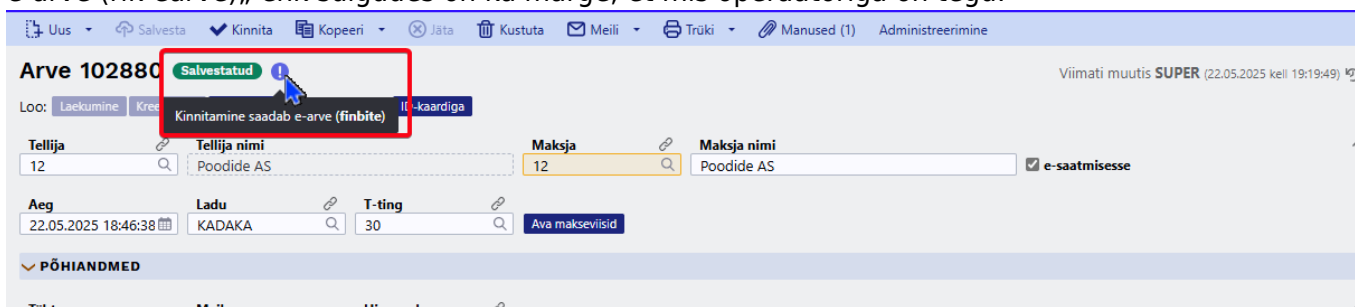 Uus Salvesta Kinnita Kopeeri Jäta Kustuta Meili Trüki Manused (1) Administreerimine
Arve 102880 Salvestatud ! Viimati muutis SUPER (22.05.2025 kell 19:19:49)
Loo: Laekumine ID-kaardiga
Kinnitamine saadab e-arve (finbite)
Tellija Tellija nimi Maksja Maksja nimi
12 Poodide AS 12 Poodide AS e-saatmisesse
Aeg Ladu T-ting
22.05.2025 18:46:38 KADAKA 30 Ava makseviisid
PÕHIANDMED